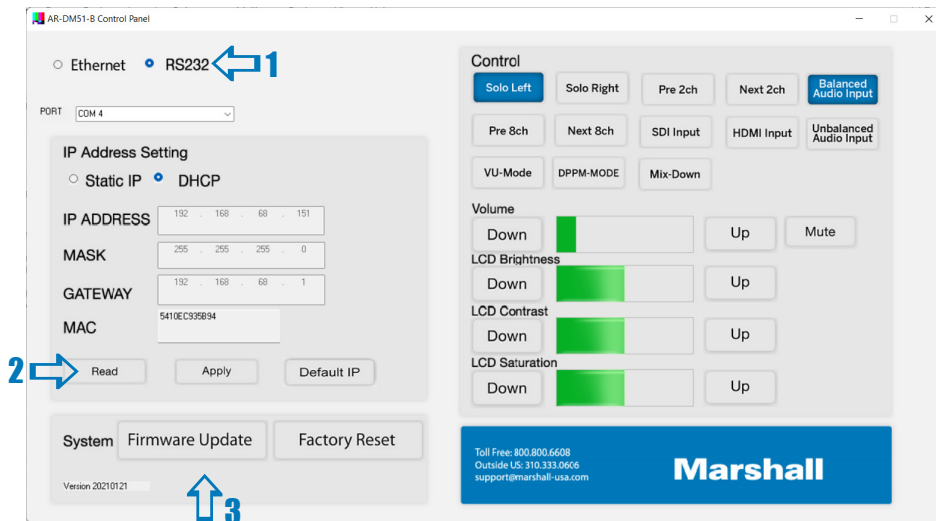 AR-DM51-B Control Panel
Ethernet RS232 1
PORT COM 4
IP Address Setting
Static IP DHCP
IP ADDRESS 192 . 168 . 68 . 151
MASK 255 . 255 . 255 . 0
GATEWAY 192 . 168 . 68 . 1
MAC 5410EC935B94
2 Read Apply Default IP
System Firmware Update Factory Reset
Version 20210121
3
Control
Solo Left Solo Right Pre 2ch Next 2ch Balanced
Audio Input
Pre 8ch Next 8ch SDI Input HDMI Input Unbalanced
Audio Input
VU-Mode DPPM-MODE Mix-Down
Volume
Down Up Mute
LCD Brightness
Down Up
LCD Contrast
Down Up
LCD Saturation
Down Up
Toll Free: 800.800.6608
Outside US: 310.333.0606
support@marshall-usa.com
Marshall